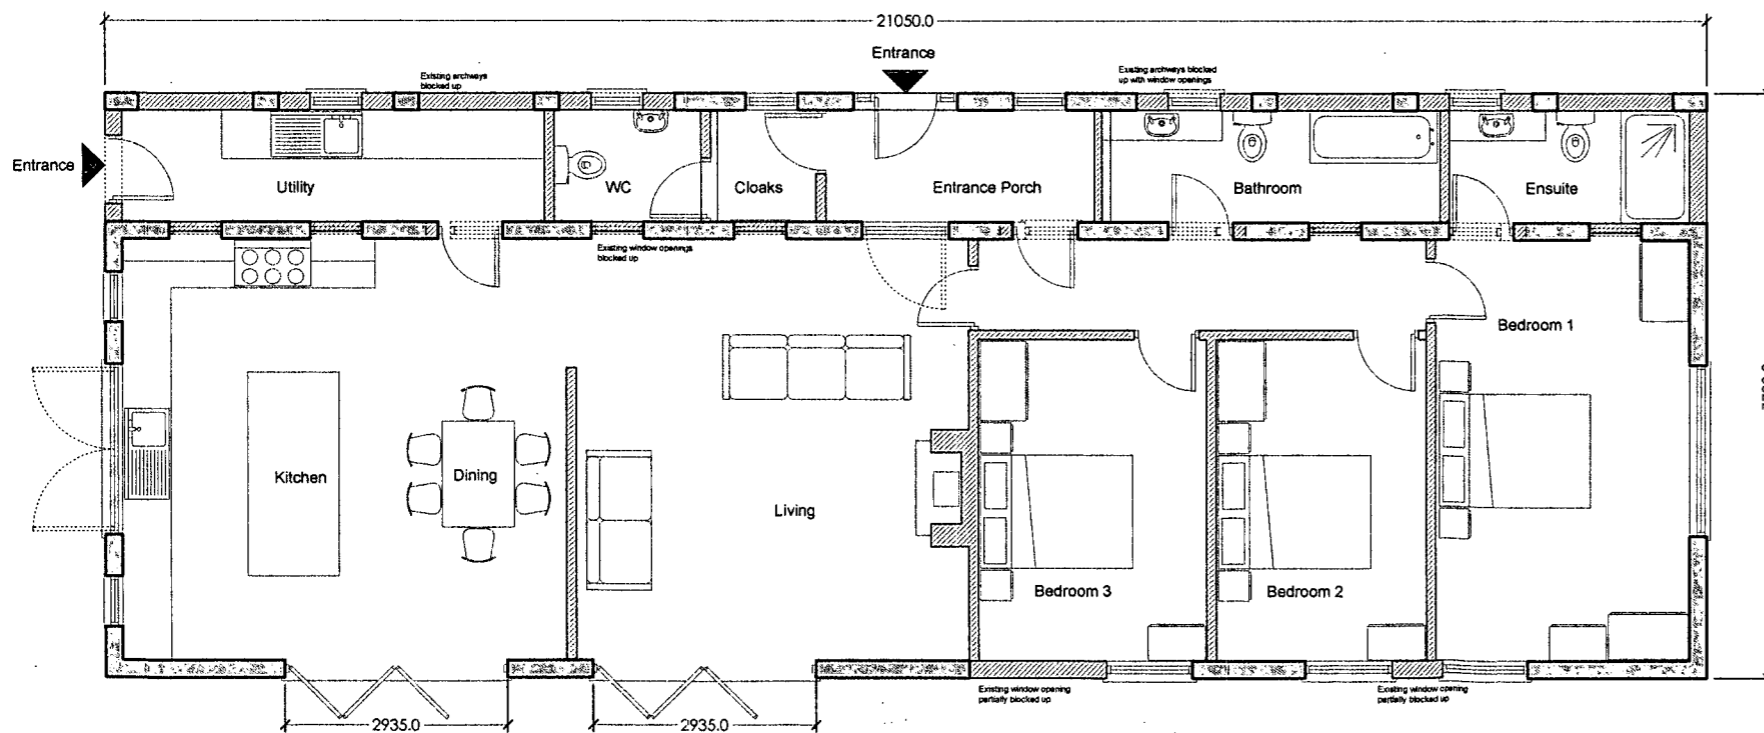 21050.0
Entrance
Existing archways
blocked up
Existing archways blocked
up with window openings
Entrance
Utility
WC
Cloaks
Entrance Porch
Bathroom
Ensuite
Existing window openings
blocked up
Bedroom 1
Kitchen
Dining
Living
Bedroom 3
Bedroom 2
Existing window opening
partially blocked up
Existing window opening
partially blocked up
2935.0
2935.0